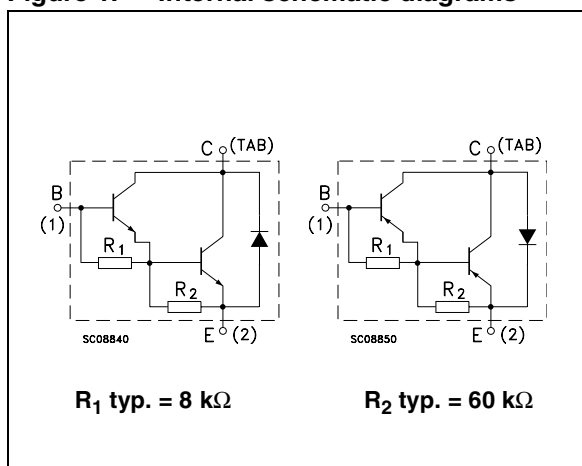 Figure 1. Internal schematic diagrams
C (TAB)
B
(1)
R1
R2
SC08840
E (2)
C (TAB)
B
(1)
R1
R2
SC08850
E (2)
R1 typ. = 8 kΩ
R2 typ. = 60 kΩ